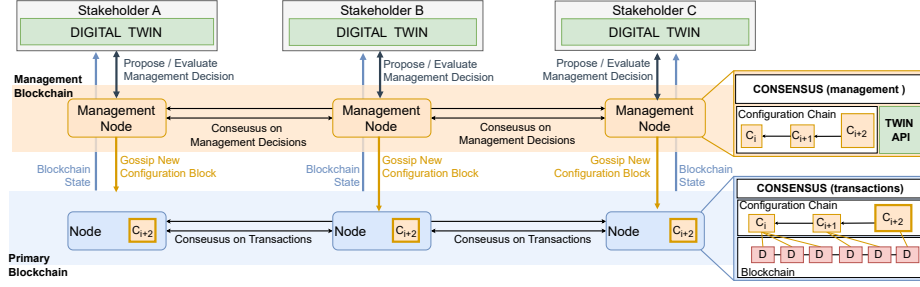 Stakeholder A
DIGITAL TWIN
Stakeholder B
DIGITAL TWIN
Stakeholder C
DIGITAL TWIN
Propose / Evaluate
Management Decision
Propose / Evaluate
Management Decision
Propose / Evaluate
Management Decision
Management
Blockchain
Management
Node
Conseusus on
Management Decisions
Management
Node
Conseusus on
Management Decisions
Management
Node
CONSENSUS (management )
Configuration Chain
Ci
Ci+1
Ci+2
TWIN
API
Blockchain
State
Gossip New
Configuration Block
Blockchain
State
Gossip New
Configuration Block
Gossip New
Configuration Block
Blockchain
State
Node
Ci+2
Conseusus on Transactions
Node
Ci+2
Conseusus on Transactions
Node
Ci+2
Primary
Blockchain
CONSENSUS (transactions)
Configuration Chain
Ci
Ci+1
Ci+2
D D D D D D
Blockchain